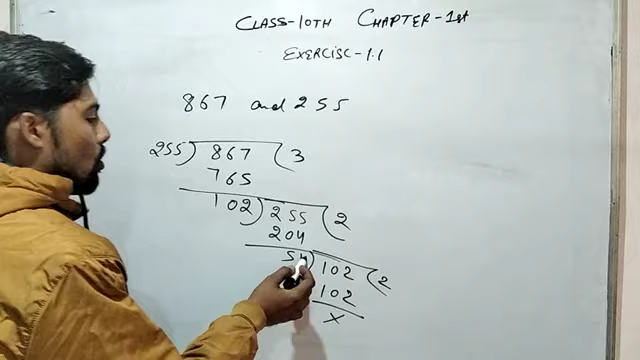 CLASS-10TH CHAPTER-1st
EXERCISE-1.1
867 and 255
255) 867 (3
765
102) 255 (2
204
) 102 (2
102
X